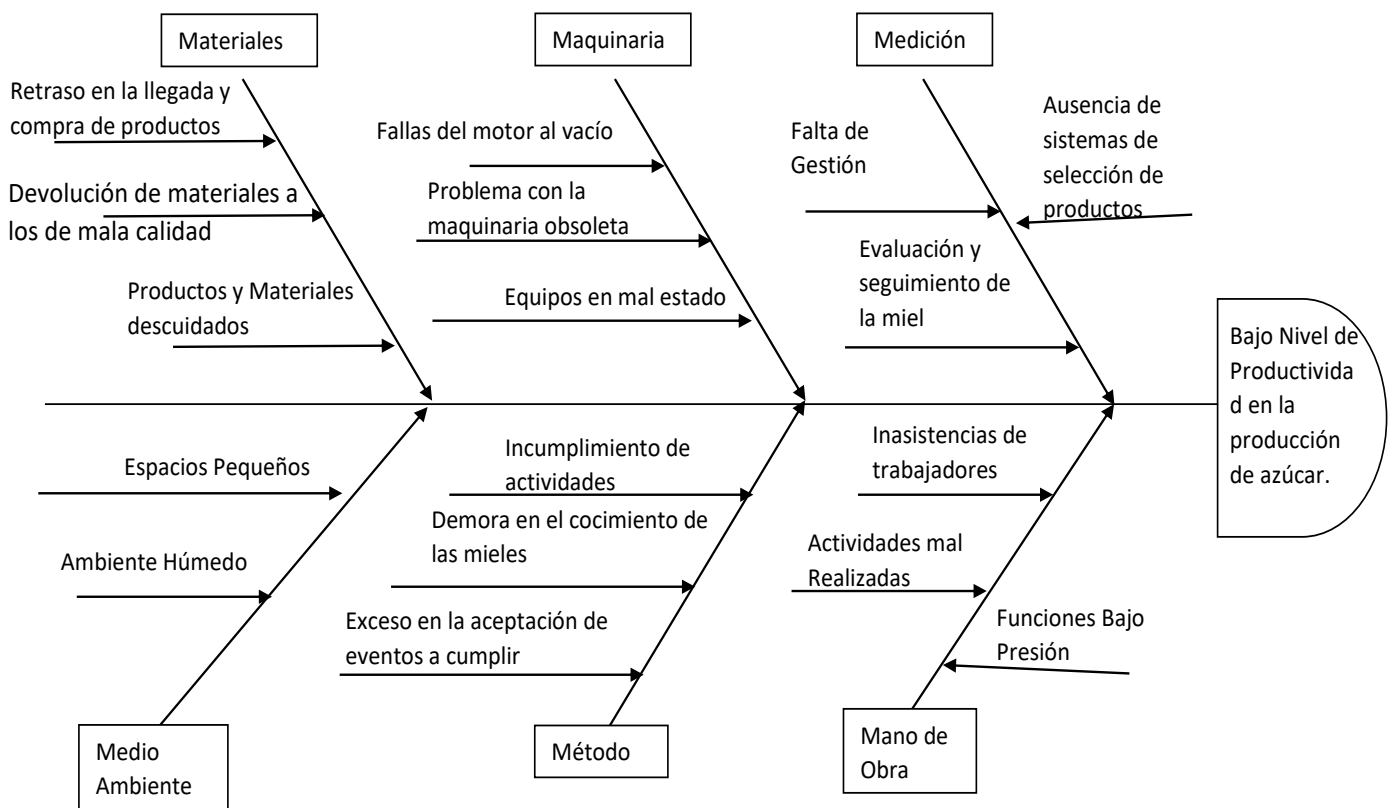 Materiales
Maquinaria
Medición
Retraso en la llegada y
compra de productos
Devolución de materiales a
los de mala calidad
Productos y Materiales
descuidados
Fallas del motor al vacío
Problema con la
maquinaria obsoleta
Equipos en mal estado
Falta de
Gestión
Ausencia de
sistemas de
selección de
productos
Evaluación y
seguimiento de
la miel
Bajo Nivel de
Productivida
d en la
producción
de azúcar.
Espacios Pequeños
Ambiente Húmedo
Incumplimiento de
actividades
Demora en el cocimiento de
las mieles
Exceso en la aceptación de
eventos a cumplir
Inasistencias de
trabajadores
Actividades mal
Realizadas
Funciones Bajo
Presión
Medio
Ambiente
Método
Mano de
Obra